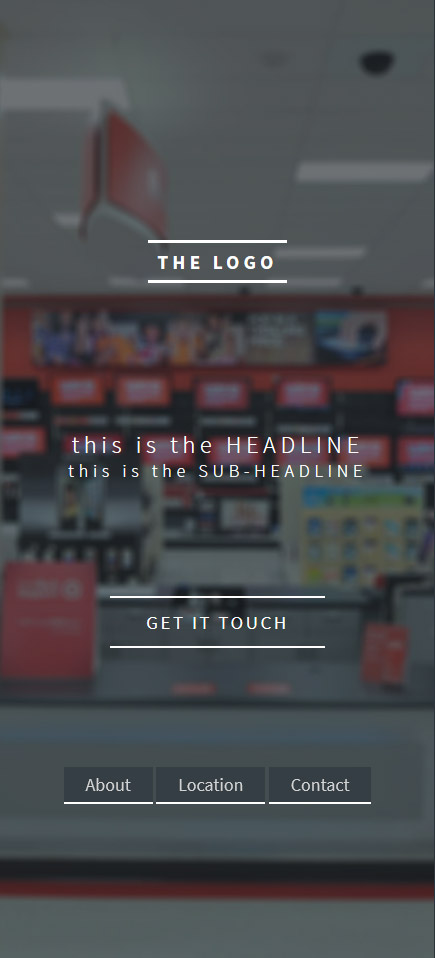 THE LOGO
this is the HEADLINE
this is the SUB-HEADLINE
GET IT TOUCH
About Location Contact